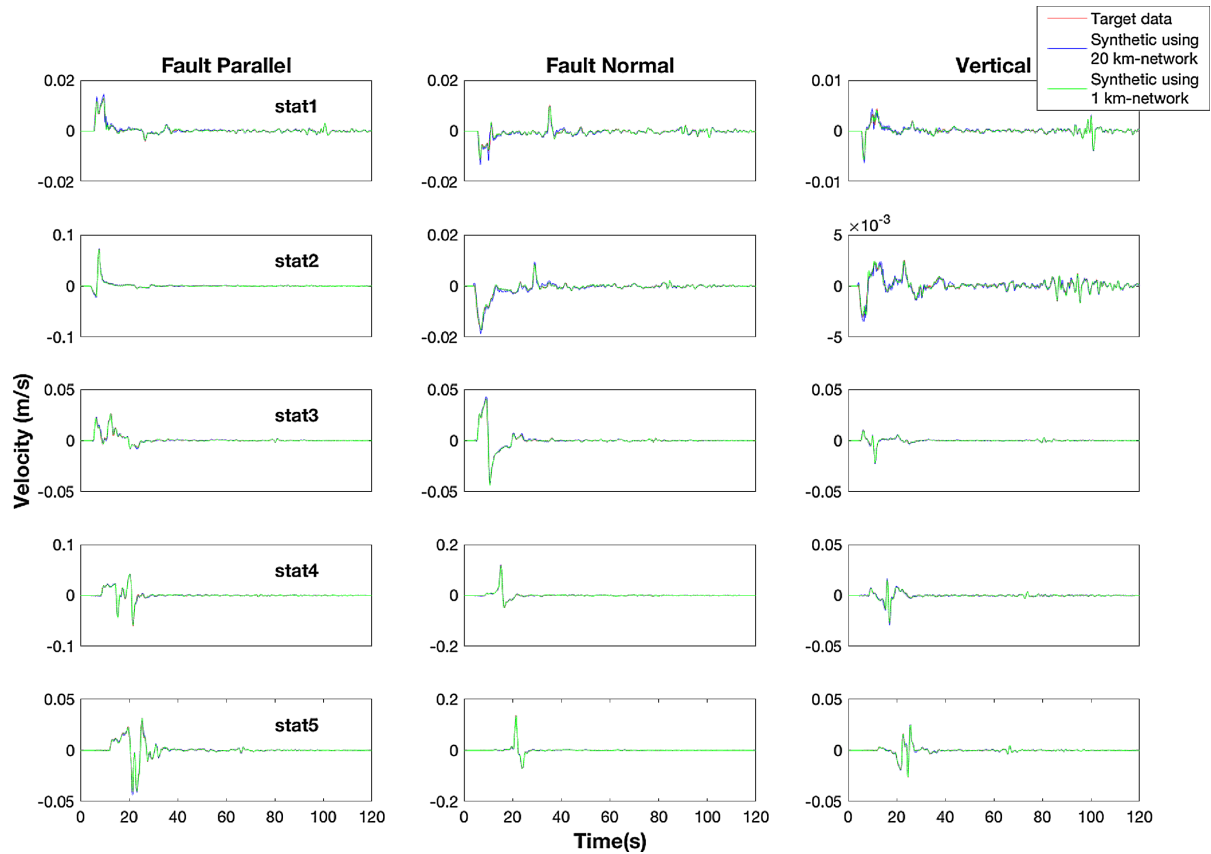 Target data
Synthetic using
20 km-network
Synthetic using
1 km-network
Fault Parallel
Fault Normal
Vertical
0.02
0
-0.02
stat1
0.02
0
-0.02
0.01
0
-0.01
0.1
0
-0.1
stat2
0.02
0
-0.02
×10⁻³
5
0
-5
Velocity (m/s)
0.05
0
-0.05
stat3
0.05
0
-0.05
0.05
0
-0.05
0.1
0
-0.1
stat4
0.2
0
-0.2
0.05
0
-0.05
0.05
0
-0.05
stat5
0.2
0
-0.2
0.05
0
-0.05
0 20 40 60 80 100 120
0 20 40 60 80 100 120
0 20 40 60 80 100 120
Time(s)